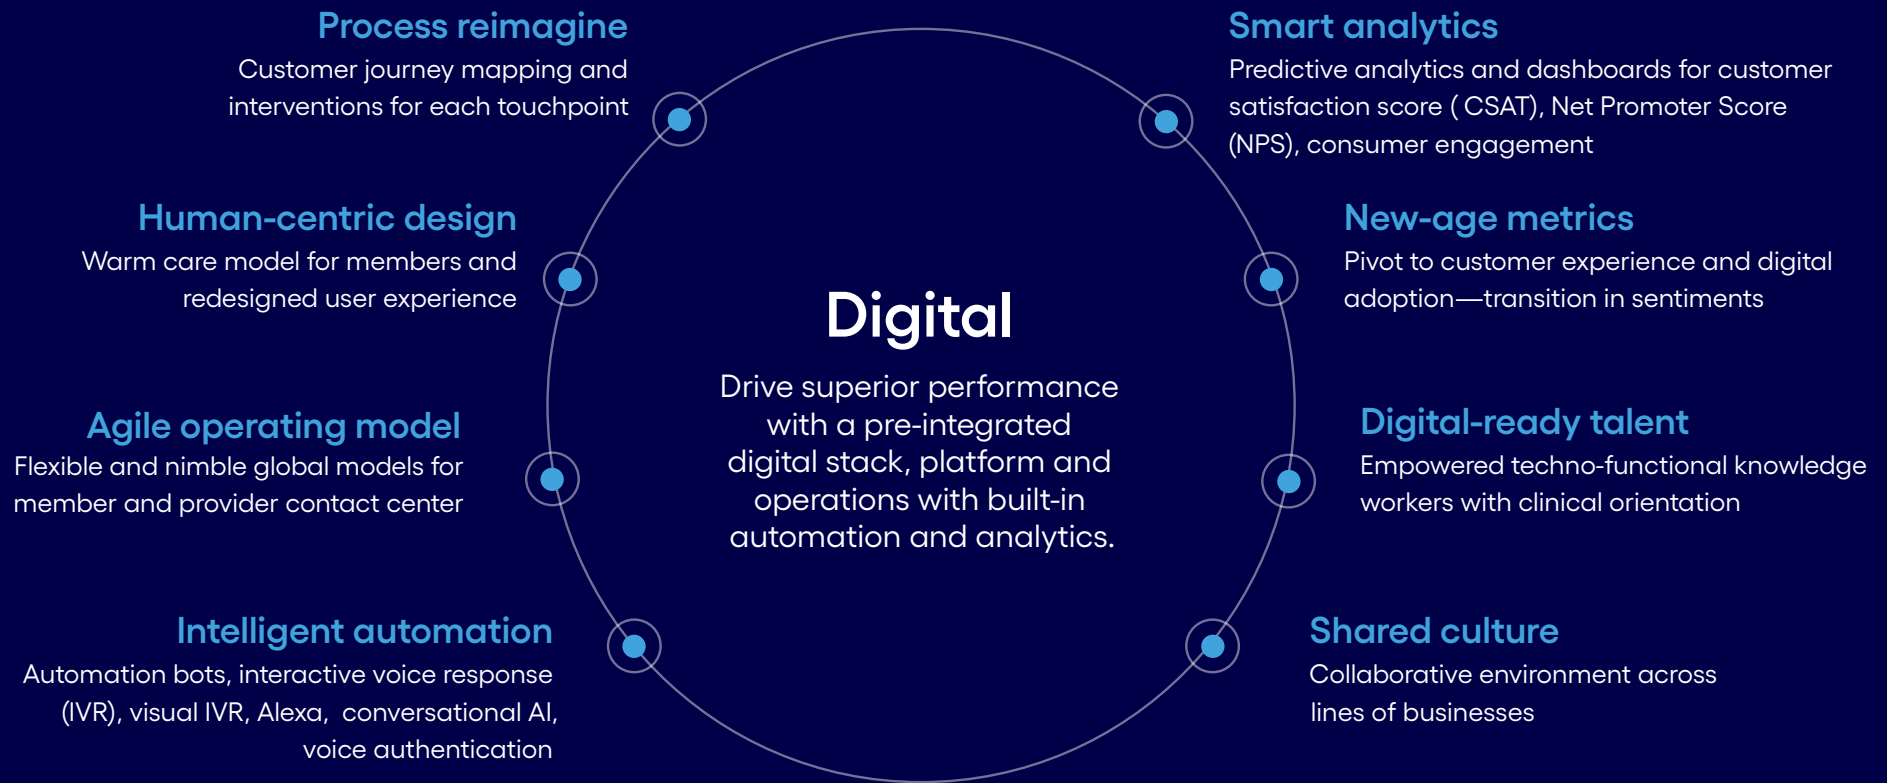 Process reimagine
Customer journey mapping and
interventions for each touchpoint
Human-centric design
Warm care model for members and
redesigned user experience
Agile operating model
Flexible and nimble global models for
member and provider contact center
Intelligent automation
Automation bots, interactive voice response
(IVR), visual IVR, Alexa, conversational AI,
voice authentication
Digital
Drive superior performance
with a pre-integrated
digital stack, platform and
operations with built-in
automation and analytics.
Smart analytics
Predictive analytics and dashboards for customer
satisfaction score ( CSAT), Net Promoter Score
(NPS), consumer engagement
New-age metrics
Pivot to customer experience and digital
adoption—transition in sentiments
Digital-ready talent
Empowered techno-functional knowledge
workers with clinical orientation
Shared culture
Collaborative environment across
lines of businesses